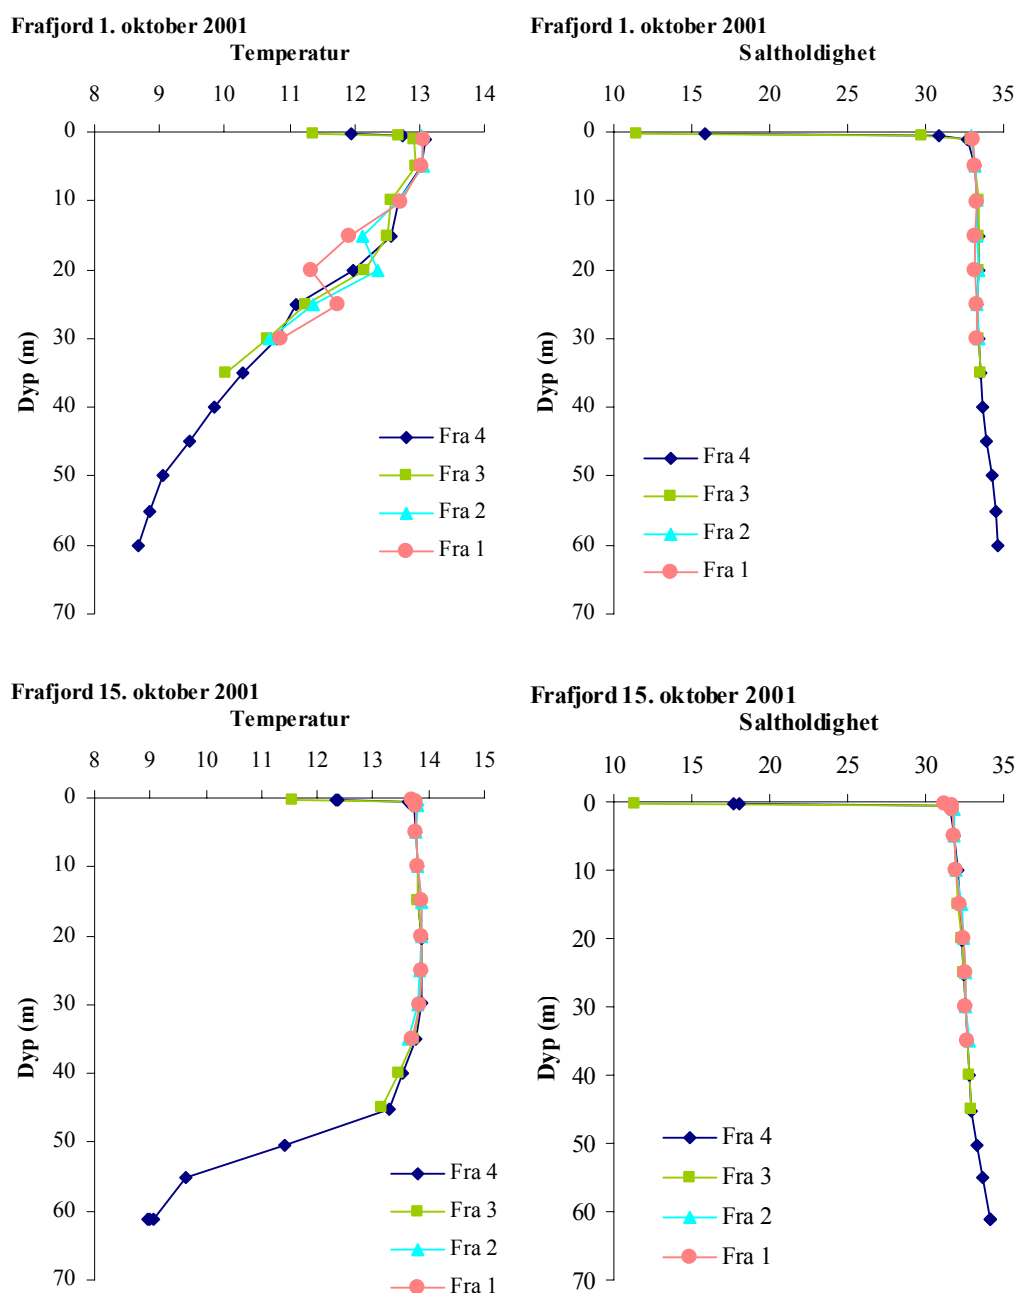 Frafjord 1. oktober 2001
Temperatur
8 9 10 11 12 13 14
0
10
20
30
40
50
60
70
Dyp (m)
Fra 4
Fra 3
Fra 2
Fra 1
Frafjord 1. oktober 2001
Saltholdighet
10 15 20 25 30 35
0
10
20
30
40
50
60
70
Dyp (m)
Fra 4
Fra 3
Fra 2
Fra 1
Frafjord 15. oktober 2001
Temperatur
8 9 10 11 12 13 14 15
0
10
20
30
40
50
60
70
Dyp (m)
Fra 4
Fra 3
Fra 2
Fra 1
Frafjord 15. oktober 2001
Saltholdighet
10 15 20 25 30 35
0
10
20
30
40
50
60
70
Dyp (m)
Fra 4
Fra 3
Fra 2
Fra 1